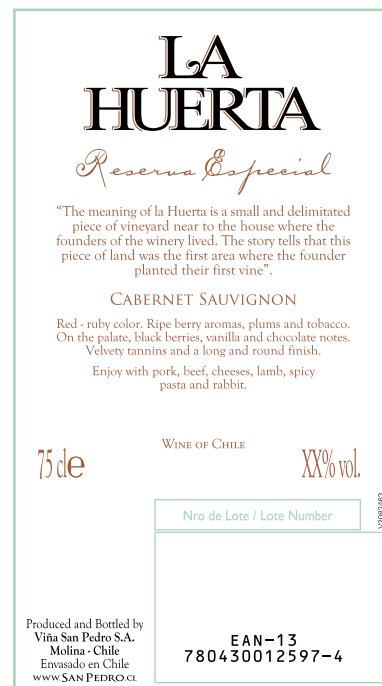 LA
HUERTA
Reserva Especial
“The meaning of la Huerta is a small and delimitated
piece of vineyard near to the house where the
founders of the winery lived. The story tells that this
piece of land was the first area where the founder
planted their first vine”.
Cabernet Sauvignon
Red - ruby color. Ripe berry aromas, plums and tobacco.
On the palate, black berries, vanilla and chocolate notes.
Velvety tannins and a long and round finish.
Enjoy with pork, beef, cheeses, lamb, spicy
pasta and rabbit.
Wine of Chile
75 cl e
XX% vol.
Nro de Lote / Lote Number
EAN-13
780430012597-4
Produced and Bottled by
Viña San Pedro S.A.
Molina - Chile
Envasado en Chile
www.SanPedro.cl